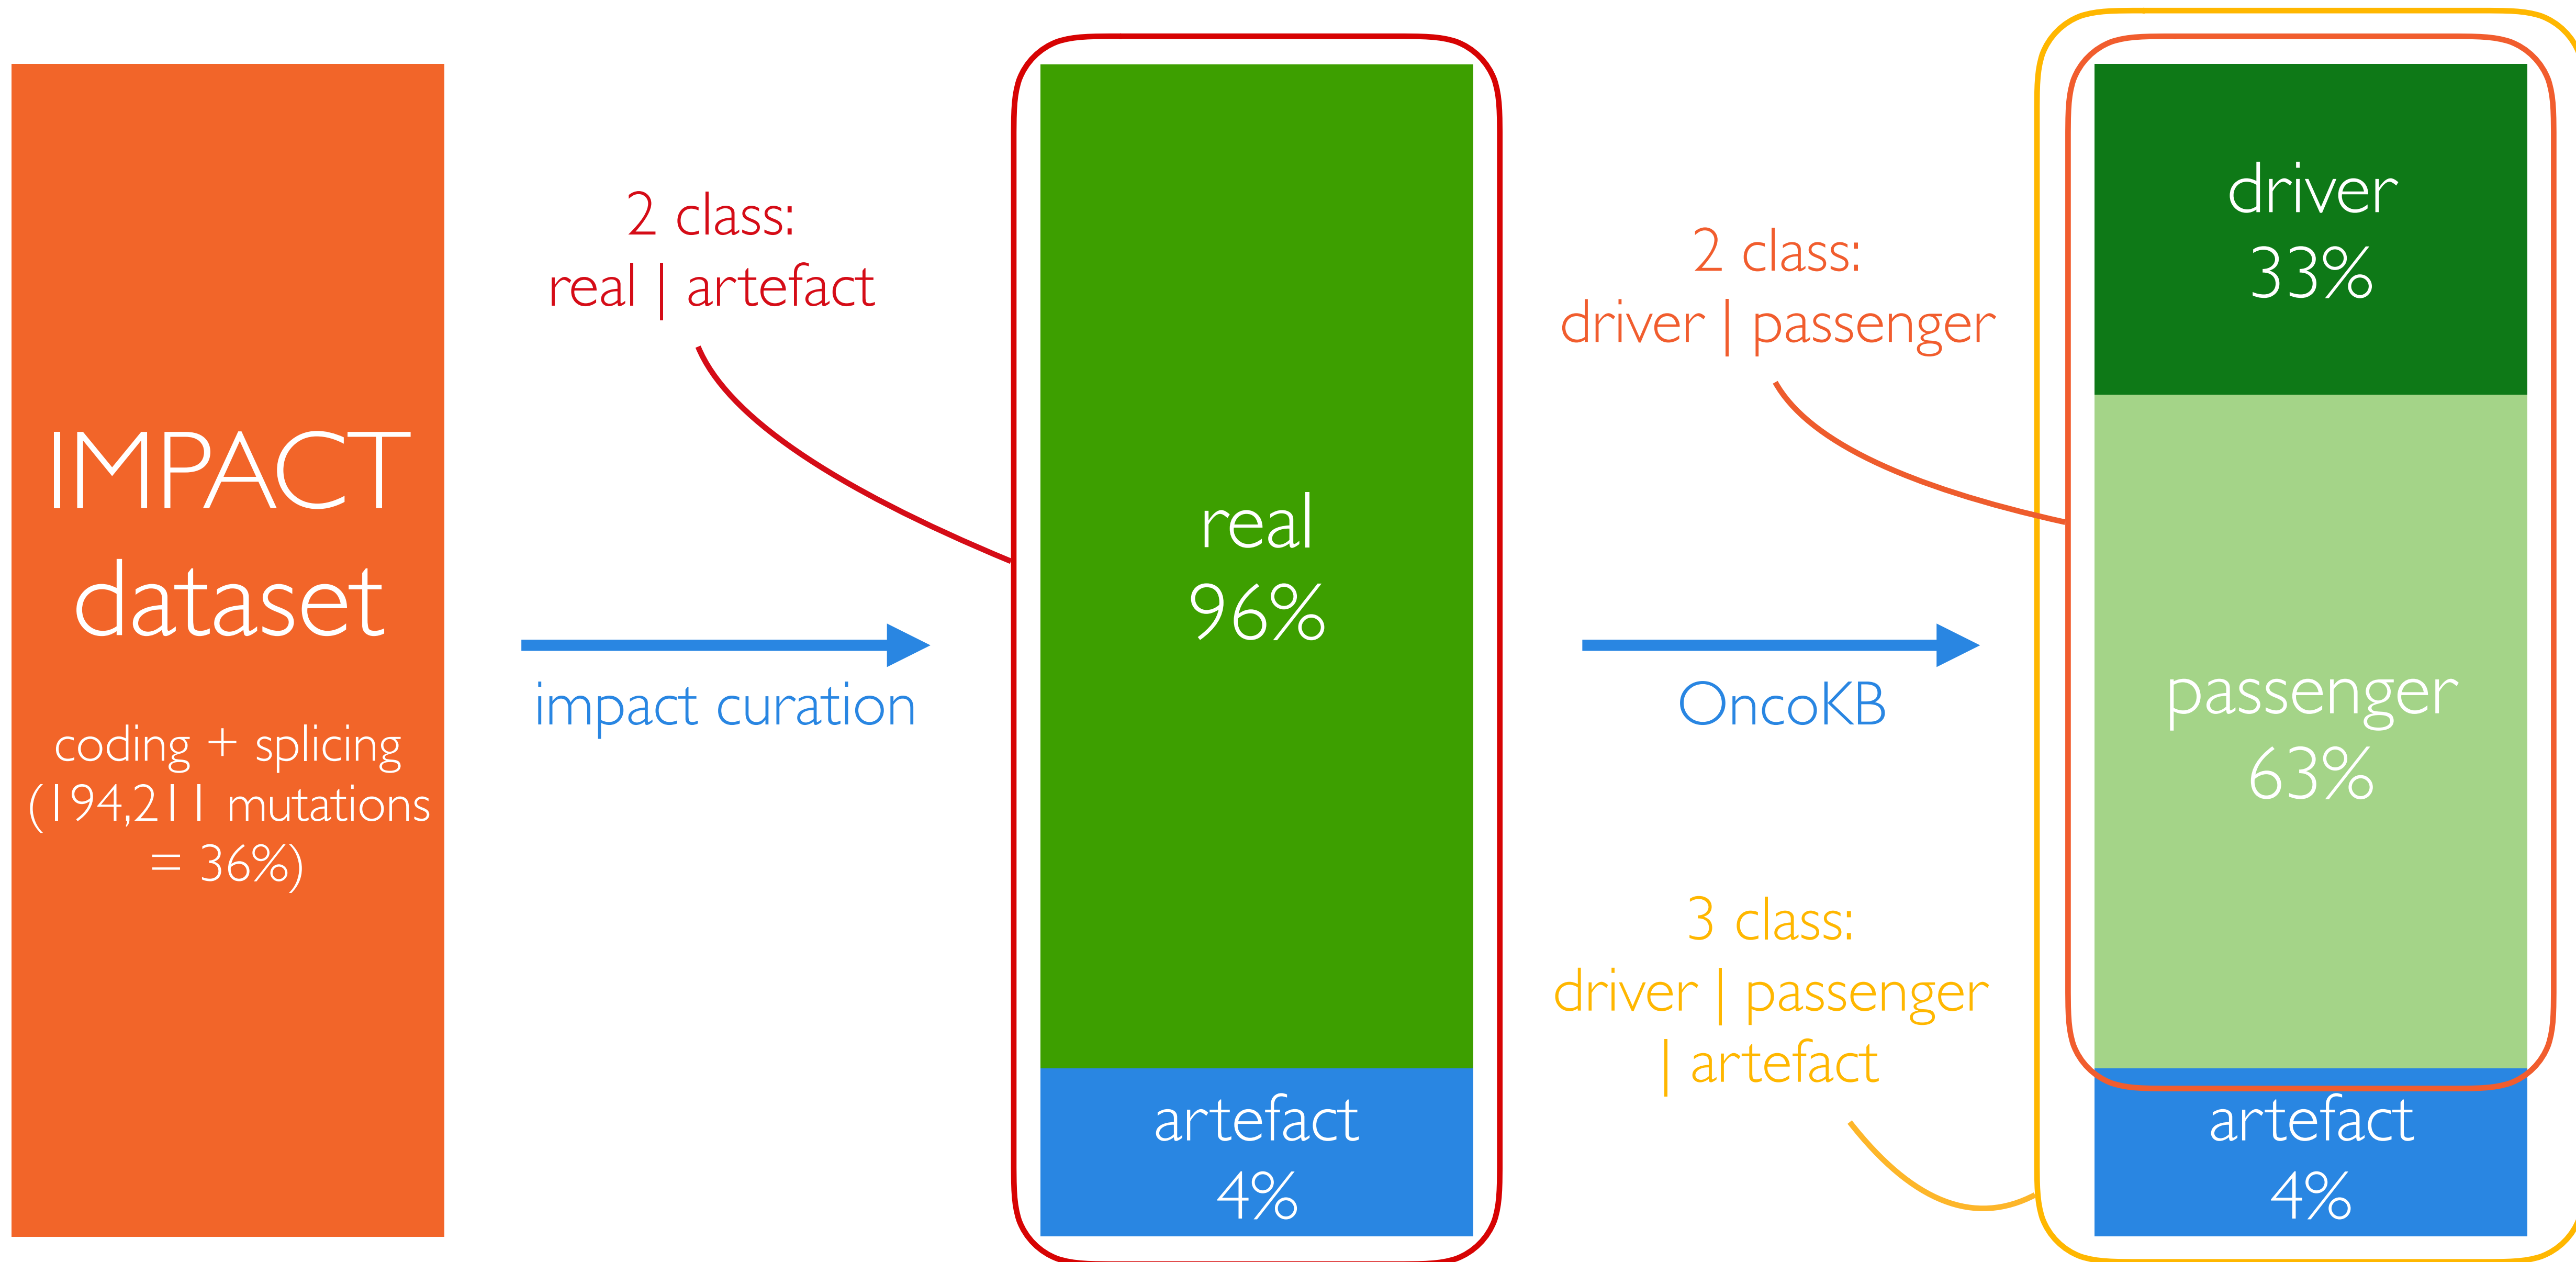 IMPACT
dataset
coding + splicing
(194,211 mutations
= 36%)
2 class:
real | artefact
impact curation
real
96%
artefact
4%
2 class:
driver | passenger
OncoKB
3 class:
driver | passenger
| artefact
driver
33%
passenger
63%
artefact
4%